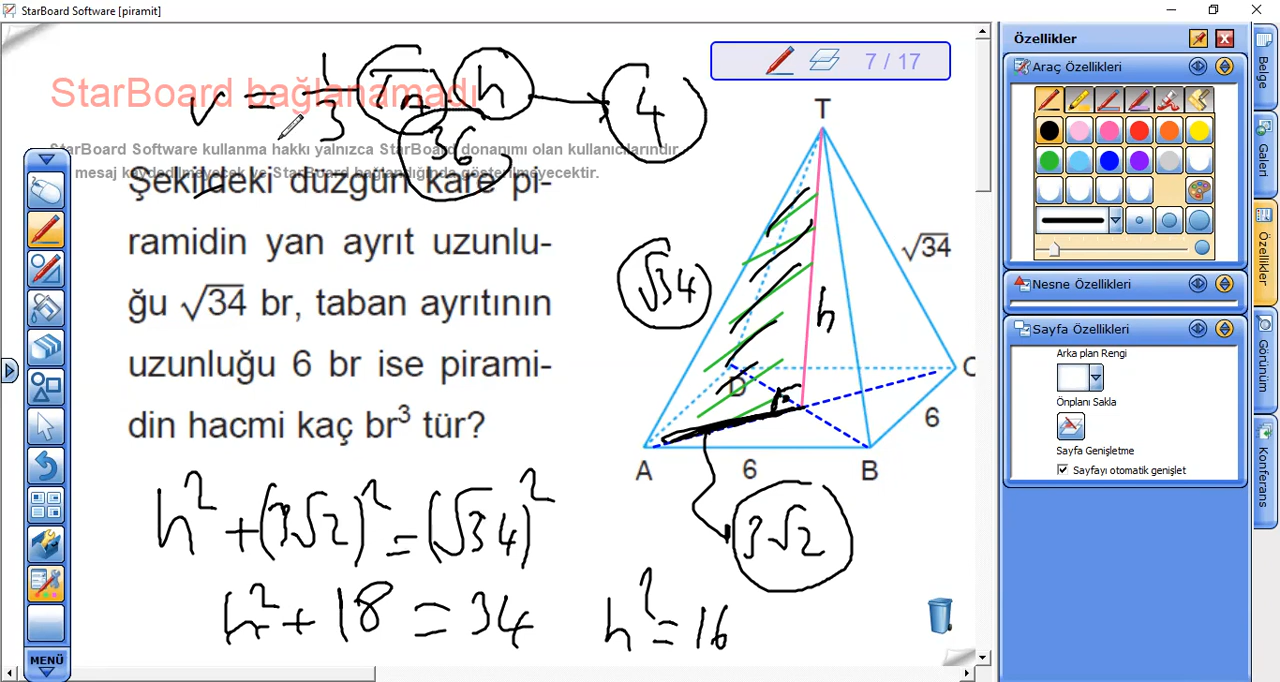 StarBoard Software [piramit]
StarBoard bağlanamadı
StarBoard Software kullanma hakkı yalnızca StarBoard donanımı olan kullanıcılarındır
mesaj kaydedilmeyecek ve StarBoard bağlandığında gösterilmeyecektir.
V = 1/3 Ta h → 4
36
7 / 17
Şekildeki düzgün kare pi-
ramidin yan ayrıt uzunlu-
ğu √34 br, taban ayrıtının
uzunluğu 6 br ise pirami-
din hacmi kaç br³ tür?
T
√34
√34
h
D
C
6
A
6
B
3√2
h² + (3√2)² = (√34)²
h² + 18 = 34
h² = 16
MENÜ
Özellikler
Araç Özellikleri
Nesne Özellikleri
Sayfa Özellikleri
Arka plan Rengi
Önplanı Sakla
Sayfa Genişletme
Sayfayı otomatik genişlet
Belge
Galeri
Özellikler
Görünüm
Konferans